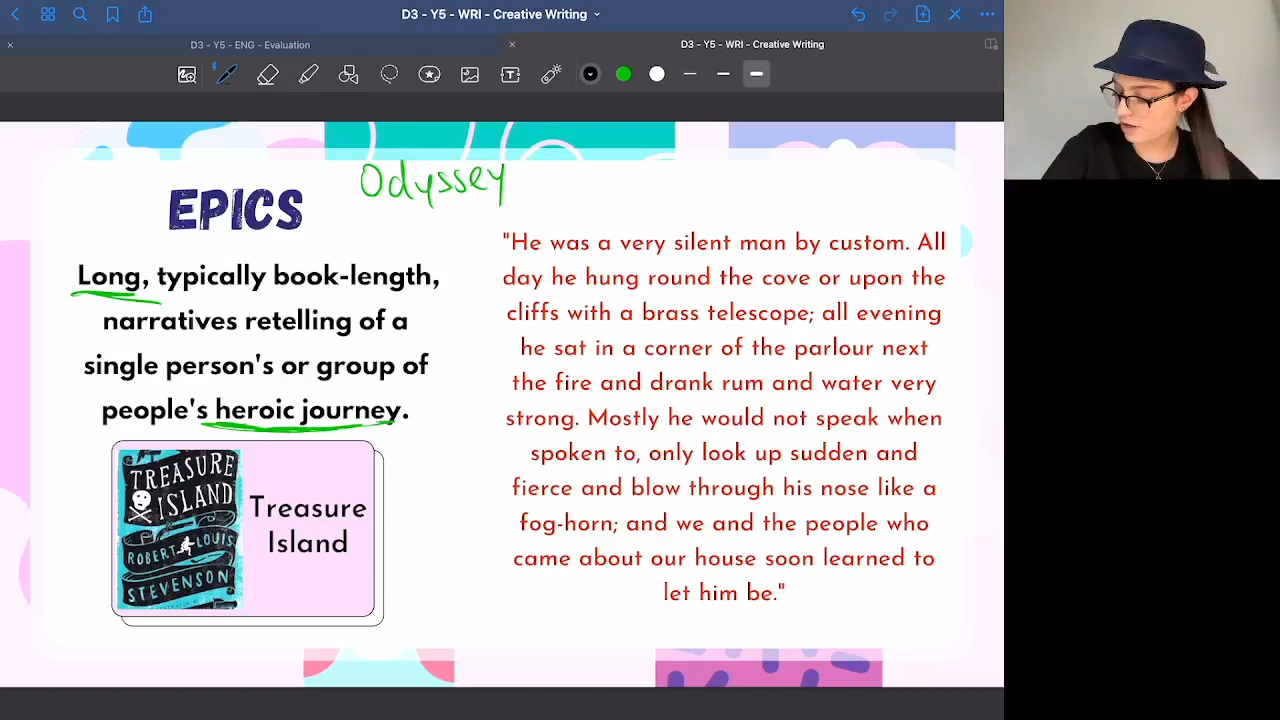 D3 - Y5 - WRI - Creative Writing
D3 - Y5 - ENG - Evaluation
D3 - Y5 - WRI - Creative Writing
Odyssey
EPICS
Long, typically book-length,
narratives retelling of a
single person's or group of
people's heroic journey.
TREASURE
ISLAND
ROBERT LOUIS
STEVENSON
Treasure
Island
"He was a very silent man by custom. All
day he hung round the cove or upon the
cliffs with a brass telescope; all evening
he sat in a corner of the parlour next
the fire and drank rum and water very
strong. Mostly he would not speak when
spoken to, only look up sudden and
fierce and blow through his nose like a
fog-horn; and we and the people who
came about our house soon learned to
let him be."